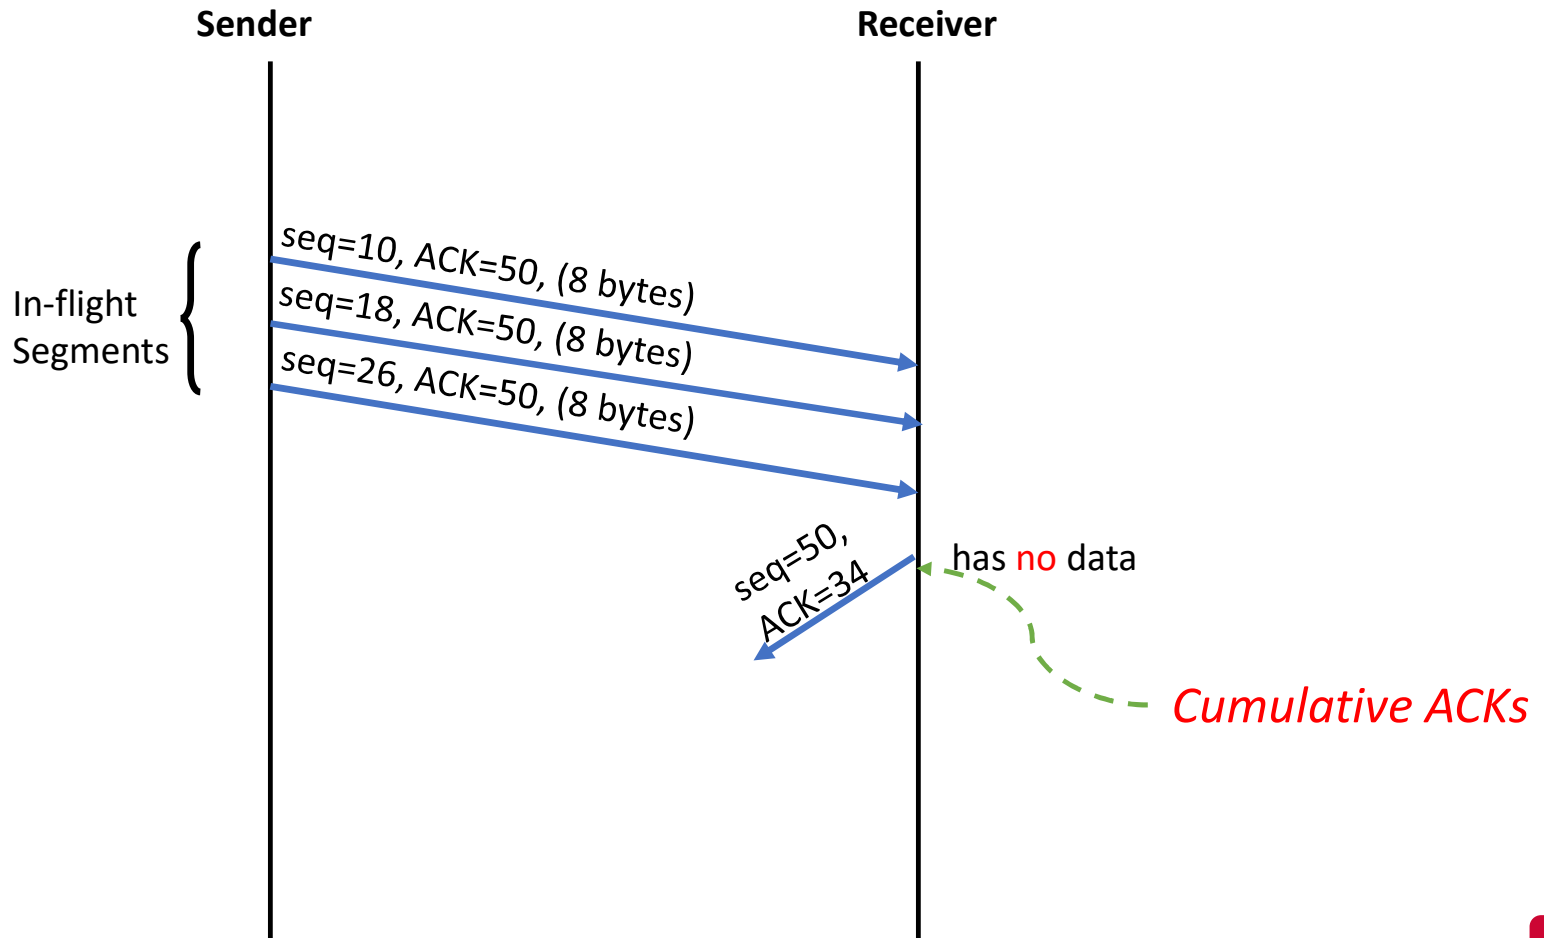 Sender
Receiver
seq=10, ACK=50, (8 bytes)
seq=18, ACK=50, (8 bytes)
seq=26, ACK=50, (8 bytes)
In-flight
Segments
seq=50,
ACK=34
has no data
Cumulative ACKs